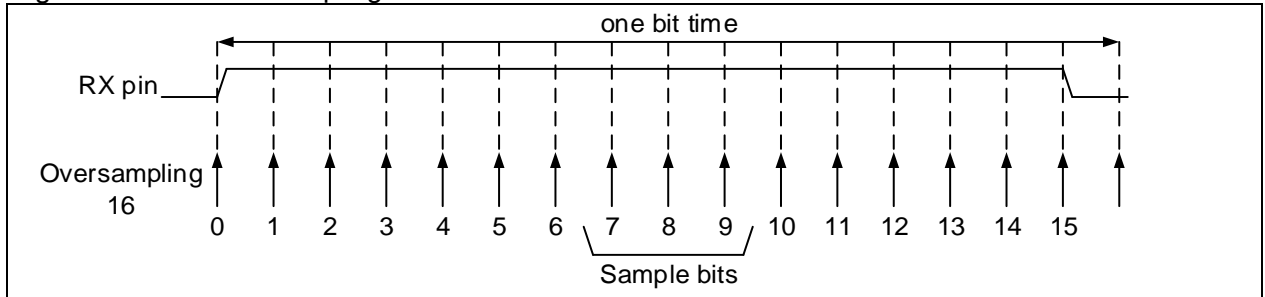 one bit time
RX pin
Oversampling
16
0 1 2 3 4 5 6 7 8 9 10 11 12 13 14 15
Sample bits